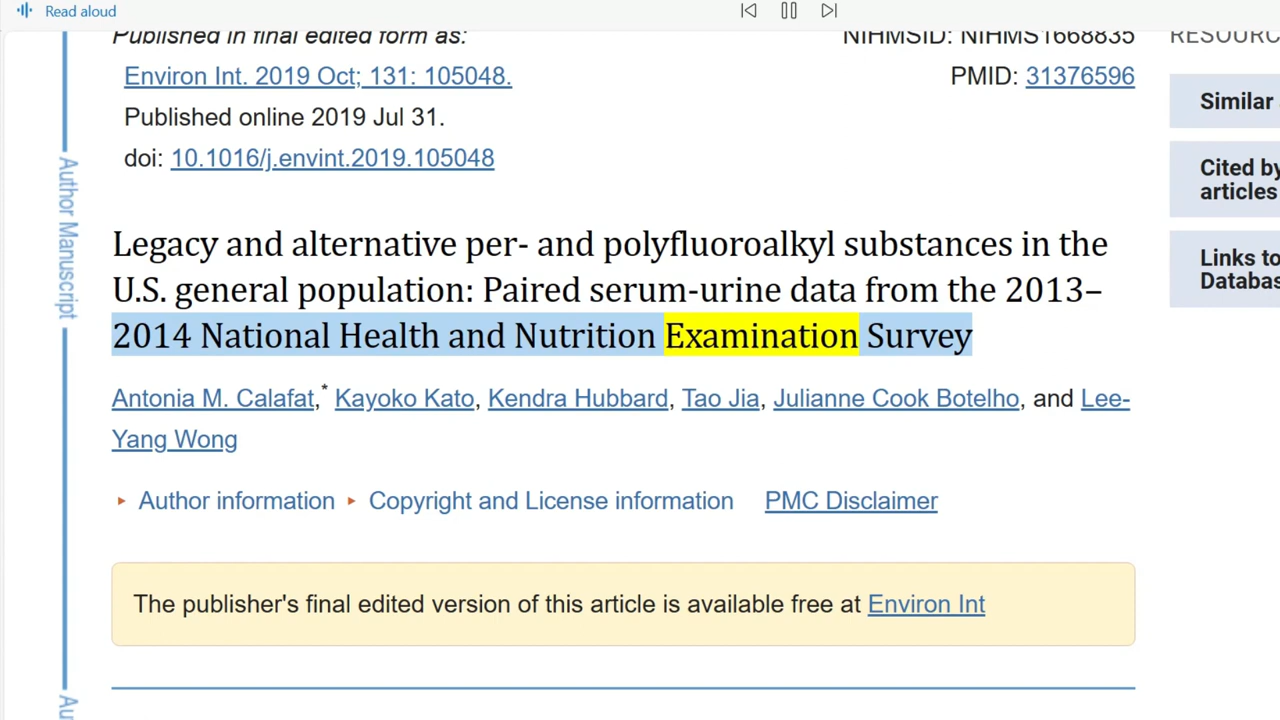 Read aloud
Published in final edited form as:
NIHMSID: NIHMS1668835
Environ Int. 2019 Oct; 131: 105048.
PMID: 31376596
Published online 2019 Jul 31.
doi: 10.1016/j.envint.2019.105048
Legacy and alternative per- and polyfluoroalkyl substances in the
U.S. general population: Paired serum-urine data from the 2013–
2014 National Health and Nutrition Examination Survey
Antonia M. Calafat,* Kayoko Kato, Kendra Hubbard, Tao Jia, Julianne Cook Botelho, and Lee-
Yang Wong
Author information
Copyright and License information
PMC Disclaimer
The publisher's final edited version of this article is available free at Environ Int
Author Manuscript
Au
RESOURC
Similar
Cited by
articles
Links to
Databas